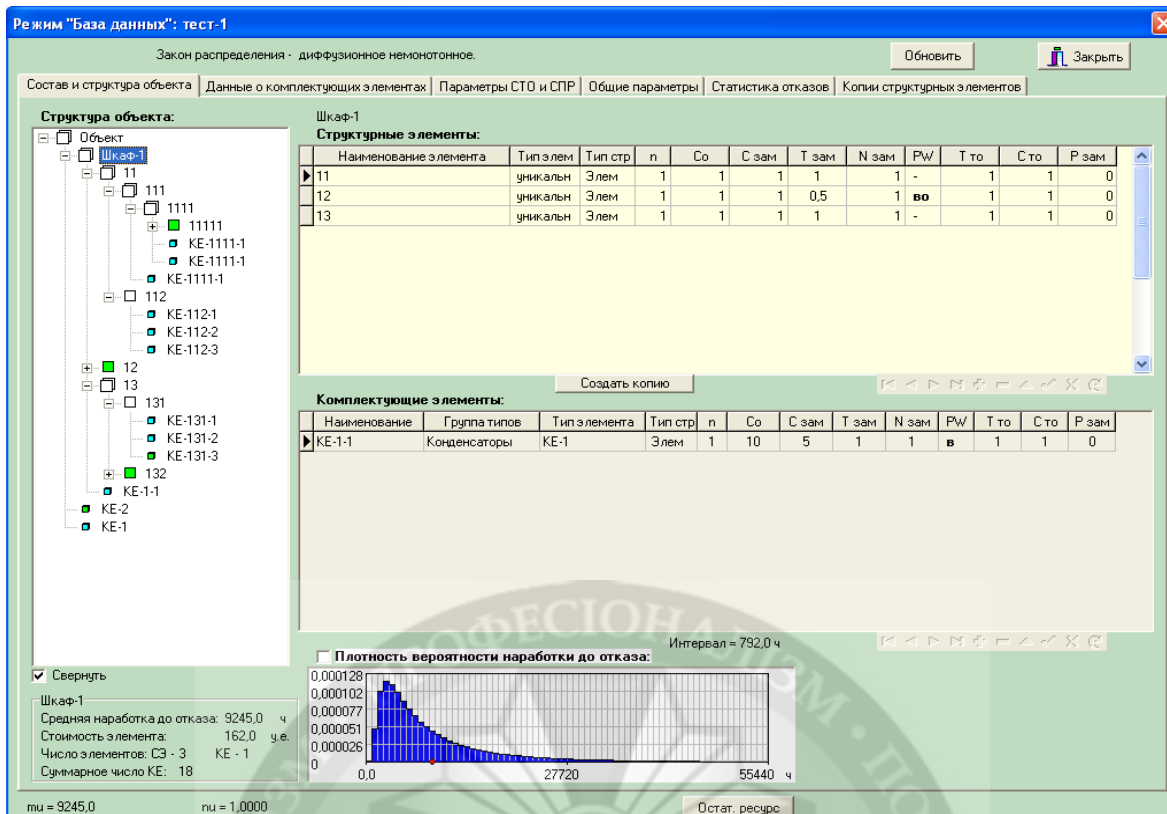 Режим "База данных": тест-1
Закон распределения - диффузионное немонотонное.
Обновить
Закрыть
Состав и структура объекта Данные о комплектующих элементах Параметры СТО и СПР Общие параметры Статистика отказов Копии структурных элементов
Структура объекта:
Объект
Шкаф-1
11
111
1111
11111
КЕ-1111-1
КЕ-1111-1
КЕ-1111-1
112
КЕ-112-1
КЕ-112-2
КЕ-112-3
12
13
131
КЕ-131-1
КЕ-131-2
КЕ-131-3
132
КЕ-1-1
КЕ-2
КЕ-1
Свернуть
Шкаф-1
Средняя наработка до отказа: 9245,0 ч
Стоимость элемента: 162,0 у.е.
Число элементов: СЭ - 3 КЕ - 1
Суммарное число КЕ: 18
Шкаф-1
Структурные элементы:
Наименование элемента Тип элем Тип стр n Со С зам Т зам N зам PW Т то С то Р зам
11 уникальн Элем 1 1 1 1 1 - 1 1 0
12 уникальн Элем 1 1 1 0,5 1 во 1 1 0
13 уникальн Элем 1 1 1 1 1 - 1 1 0
Создать копию
Комплектующие элементы:
Наименование Группа типов Тип элемента Тип стр n Со С зам Т зам N зам PW Т то С то Р зам
КЕ-1-1 Конденсаторы КЕ-1 Элем 1 10 5 1 1 в 1 1 0
Интервал = 792,0 ч
Плотность вероятности наработки до отказа:
0,000128
0,000102
0,000077
0,000051
0,000026
0
0,0 27720 55440 ч
mu = 9245,0 nu = 1,0000
Остат. ресурс